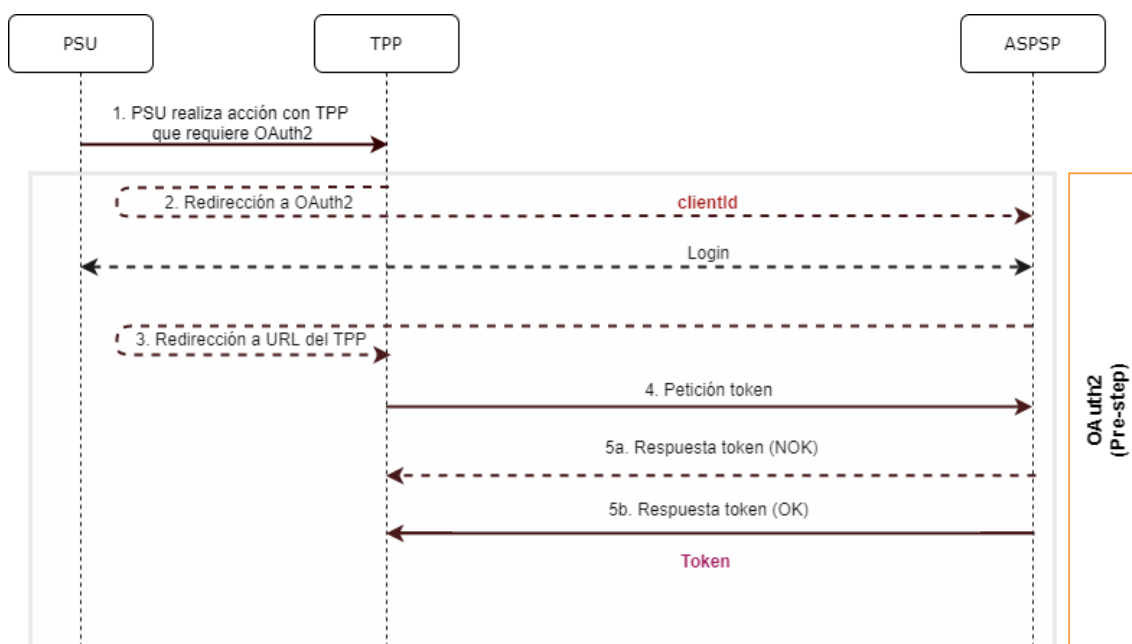 PSU
TPP
ASPSP
1. PSU realiza acción con TPP
que requiere OAuth2
2. Redirección a OAuth2
clientId
Login
3. Redirección a URL del TPP
4. Petición token
5a. Respuesta token (NOK)
5b. Respuesta token (OK)
Token
OAuth2
(Pre-step)